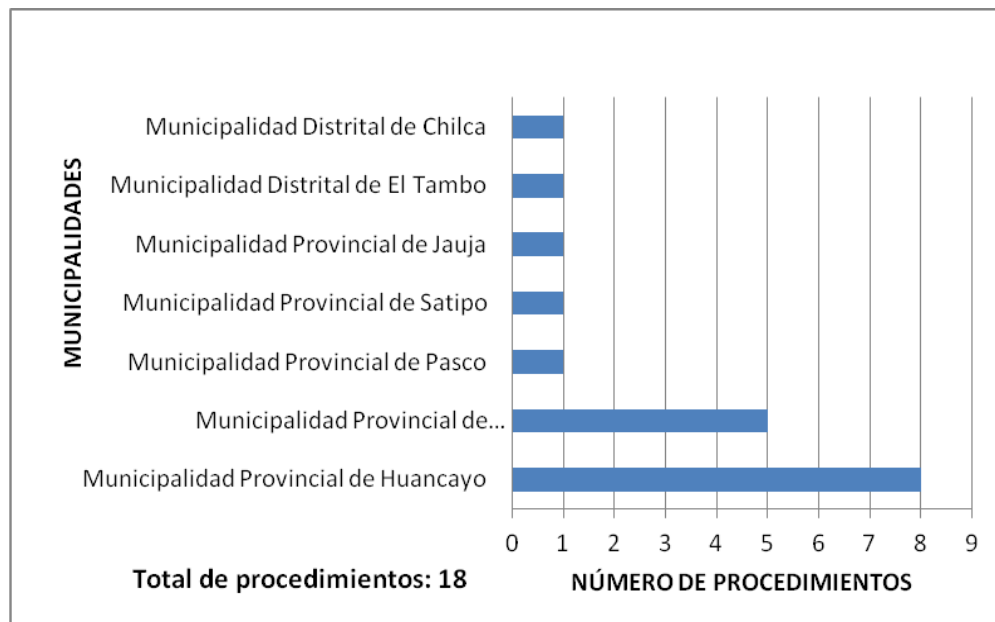 MUNICIPALIDADES
Municipalidad Distrital de Chilca
Municipalidad Distrital de El Tambo
Municipalidad Provincial de Jauja
Municipalidad Provincial de Satipo
Municipalidad Provincial de Pasco
Municipalidad Provincial de...
Municipalidad Provincial de Huancayo
0 1 2 3 4 5 6 7 8 9
Total de procedimientos: 18
NÚMERO DE PROCEDIMIENTOS